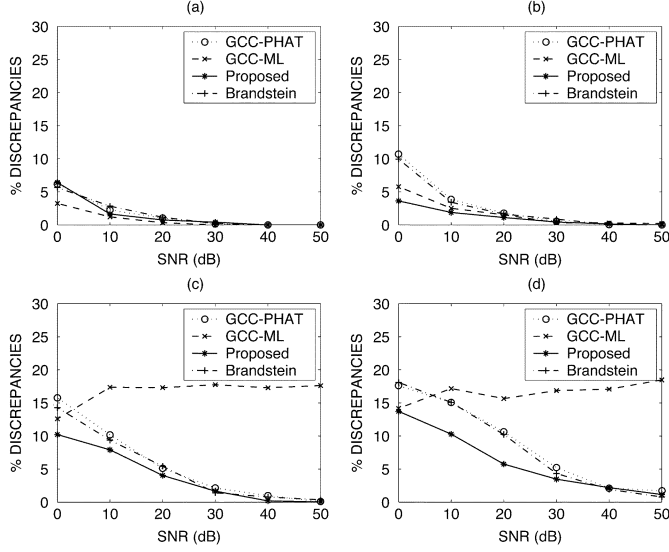 (a)
30
25
20
15
10
5
0
% DISCREPANCIES
GCC-PHAT
GCC-ML
Proposed
Brandstein
0 10 20 30 40 50
SNR (dB)
(b)
30
25
20
15
10
5
0
% DISCREPANCIES
GCC-PHAT
GCC-ML
Proposed
Brandstein
0 10 20 30 40 50
SNR (dB)
(c)
30
25
20
15
10
5
0
% DISCREPANCIES
GCC-PHAT
GCC-ML
Proposed
Brandstein
0 10 20 30 40 50
SNR (dB)
(d)
30
25
20
15
10
5
0
% DISCREPANCIES
GCC-PHAT
GCC-ML
Proposed
Brandstein
0 10 20 30 40 50
SNR (dB)